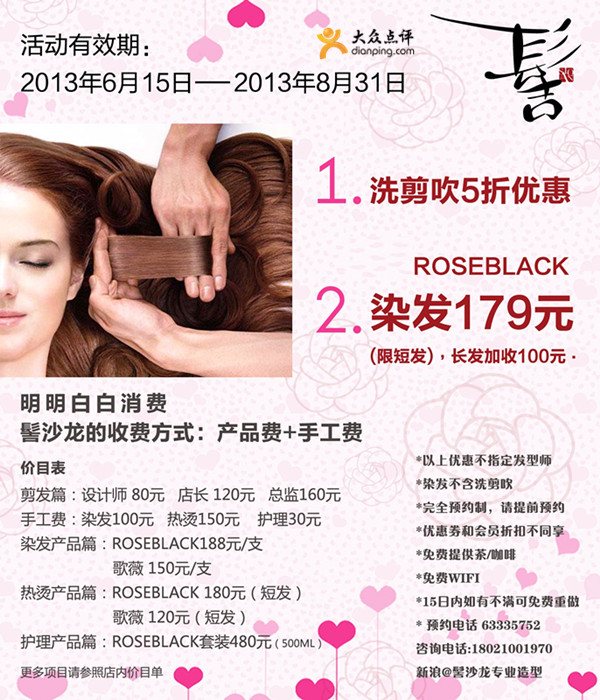 活动有效期：
大众点评
dianping.com
2013年6月15日——2013年8月31日
髻
1. 洗剪吹5折优惠
ROSEBLACK
2. 染发179元
(限短发)，长发加收100元．
明明白白消费
髻沙龙的收费方式：产品费+手工费
价目表
剪发篇：设计师 80元 店长 120元 总监160元
手工费：染发100元 热烫150元 护理30元
染发产品篇：ROSEBLACK188元/支
歌薇 150元/支
热烫产品篇：ROSEBLACK 180元 ( 短发 )
歌薇 120元 ( 短发 )
护理产品篇：ROSEBLACK套装480元 ( 500ML )
更多项目请参照店内价目单
*以上优惠不指定发型师
*染发不含洗剪吹
*完全预约制，请提前预约
*优惠券和会员折扣不同享
*免费提供茶/咖啡
*免费WIFI
*15日内如有不满可免费重做
* 预约电话 63335752
咨询电话:18021001970
新浪@髻沙龙专业造型